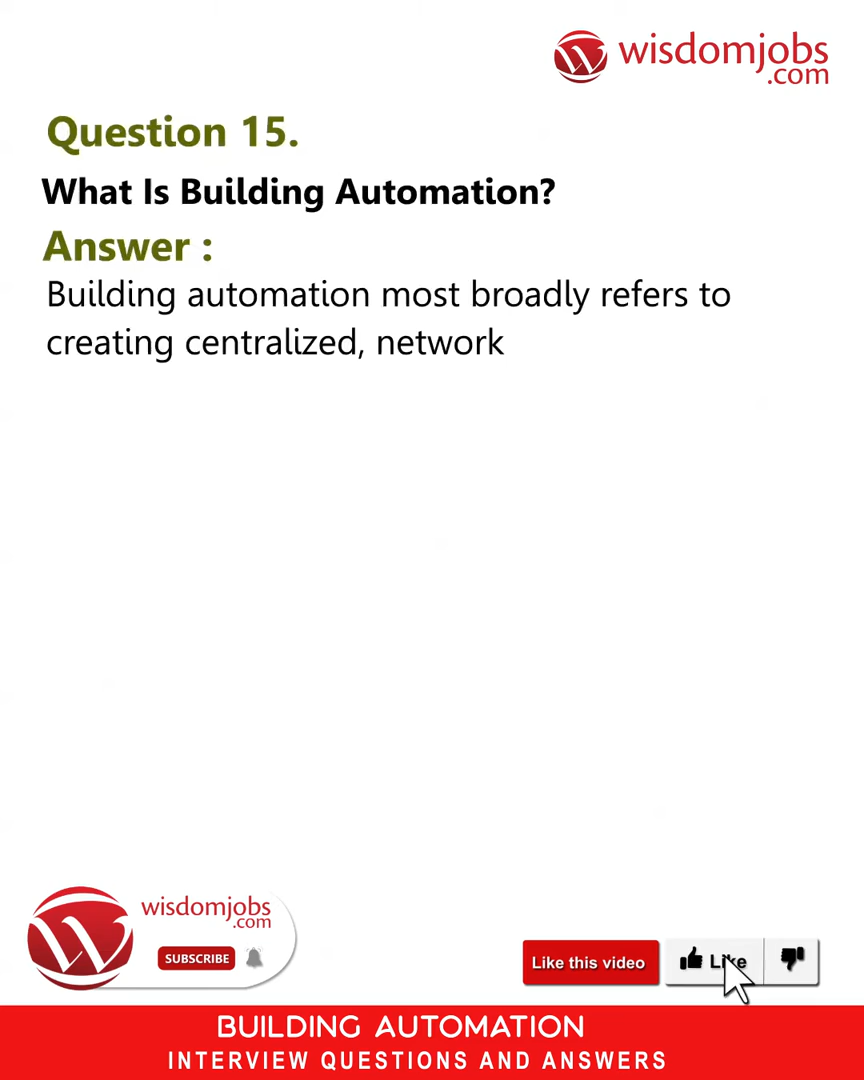 wisdomjobs
.com
Question 15.
What Is Building Automation?
Answer :
Building automation most broadly refers to
creating centralized, network
wisdomjobs
.com
SUBSCRIBE
Like this video
Like
BUILDING AUTOMATION
INTERVIEW QUESTIONS AND ANSWERS